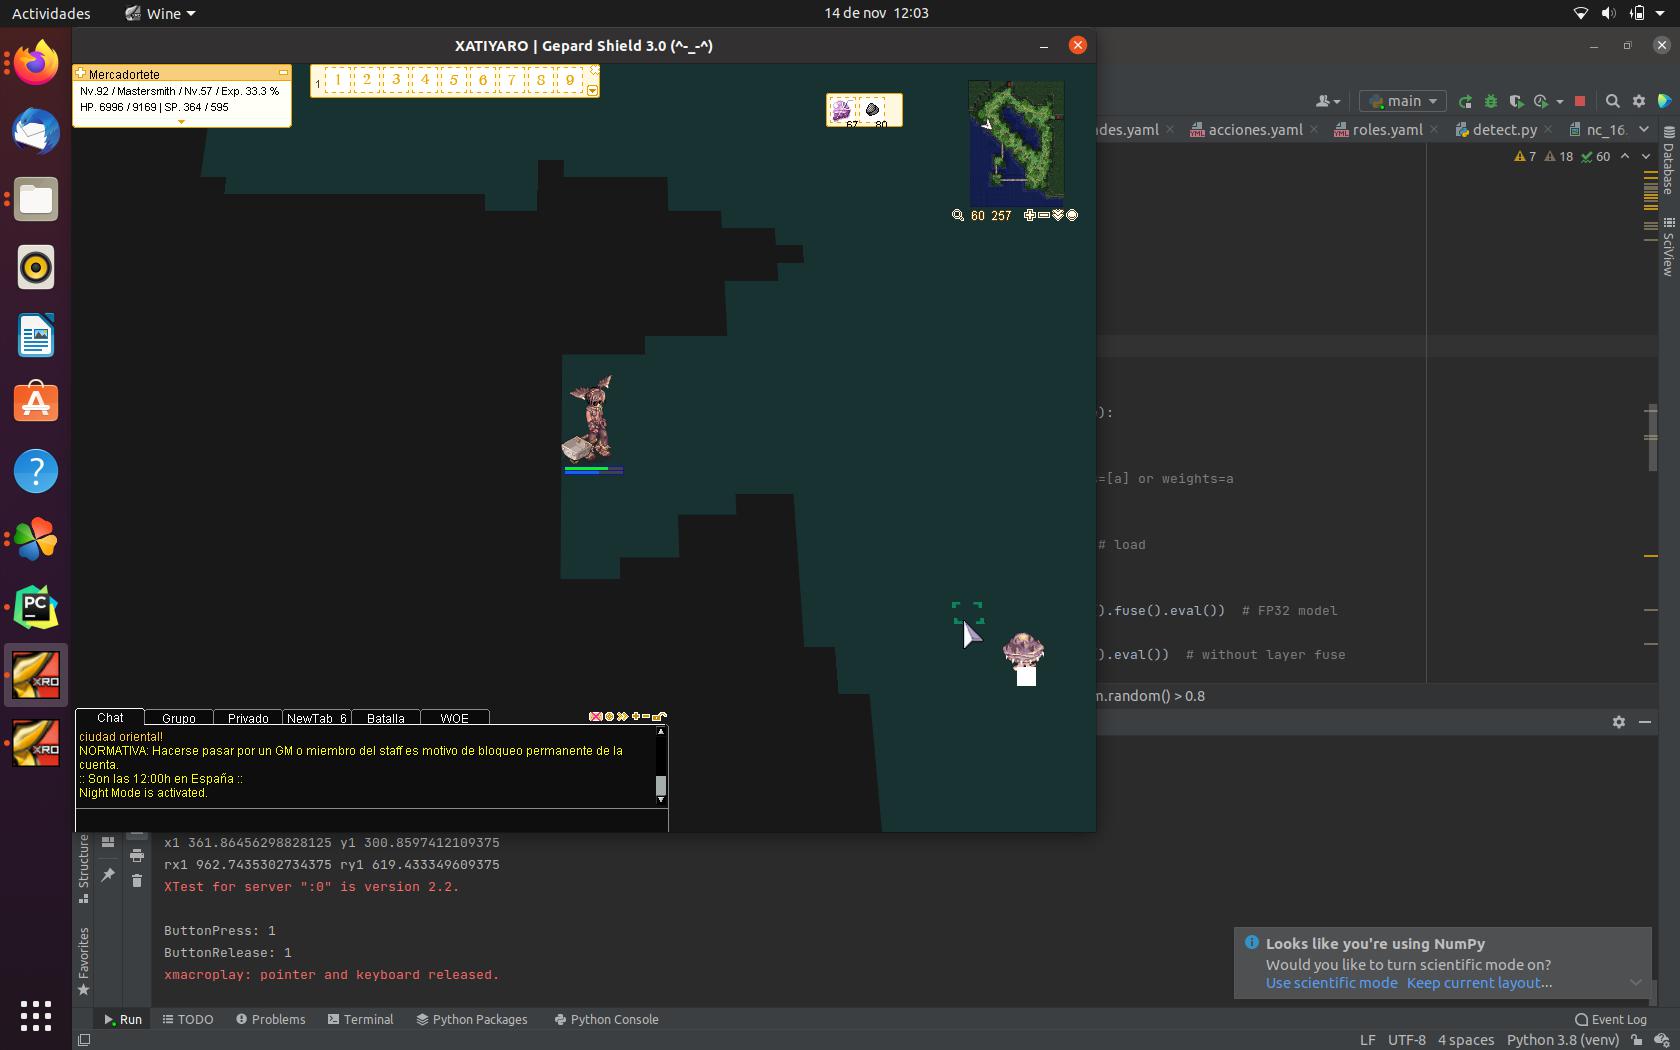 Actividades
Wine
14 de nov 12:03
XATIYARO | Gepard Shield 3.0 (^-_-^)
Mercadortete
Nv.92 / Mastersmith / Nv.57 / Exp. 33.3 %
HP. 6996 / 9169 | SP. 364 / 595
1 1 2 3 4 5 6 7 8 9
67 80
60 257
main
des.yaml
acciones.yaml
roles.yaml
detect.py
nc_16.
7 18 60
Database
SciView
):
=[a] or weights=a
# load
).fuse().eval()) # FP32 model
).eval()) # without layer fuse
m.random() > 0.8
PC
XRO
XRO
Chat Grupo Privado NewTab_6 Batalla WOE
ciudad oriental!
NORMATIVA: Hacerse pasar por un GM o miembro del staff es motivo de bloqueo permanente de la
cuenta.
:: Son las 12:00h en España ::
Night Mode is activated.
x1 361.86456298828125 y1 300.8597412109375
rx1 962.7435302734375 ry1 619.433349609375
XTest for server ":0" is version 2.2.
ButtonPress: 1
ButtonRelease: 1
xmacroplay: pointer and keyboard released.
Structure
Favorites
Looks like you're using NumPy
Would you like to turn scientific mode on?
Use scientific mode Keep current layout...
Run TODO Problems Terminal Python Packages Python Console
Event Log
LF UTF-8 4 spaces Python 3.8 (venv)